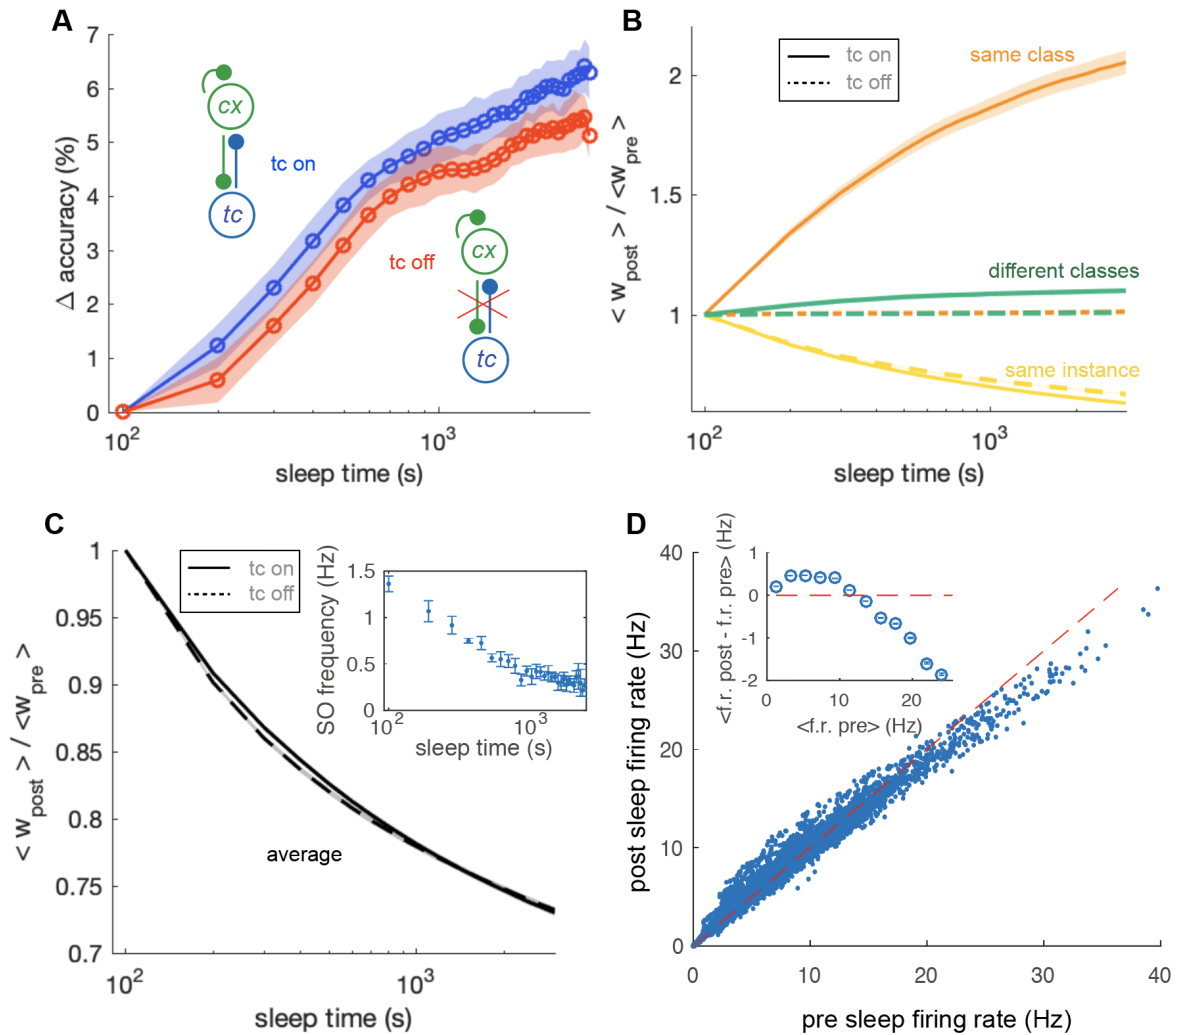 A
7
6
5
4
3
2
1
0
Δ accuracy (%)
cx
tc
tc on
tc off
cx
tc
10²
10³
sleep time (s)
B
tc on
tc off
2
1.5
1
< w_post > / <w_pre >
same class
different classes
same instance
10²
10³
sleep time (s)
C
1
0.95
0.9
0.85
0.8
0.75
0.7
< w_post > / <w_pre >
tc on
tc off
average
10²
10³
sleep time (s)
SO frequency (Hz)
1.5
1
0.5
0
10²
10³
sleep time (s)
D
40
30
20
10
0
post sleep firing rate (Hz)
0
10
20
30
40
pre sleep firing rate (Hz)
<f.r. post - f.r. pre> (Hz)
1
0
-1
-2
0
10
20
<f.r. pre> (Hz)